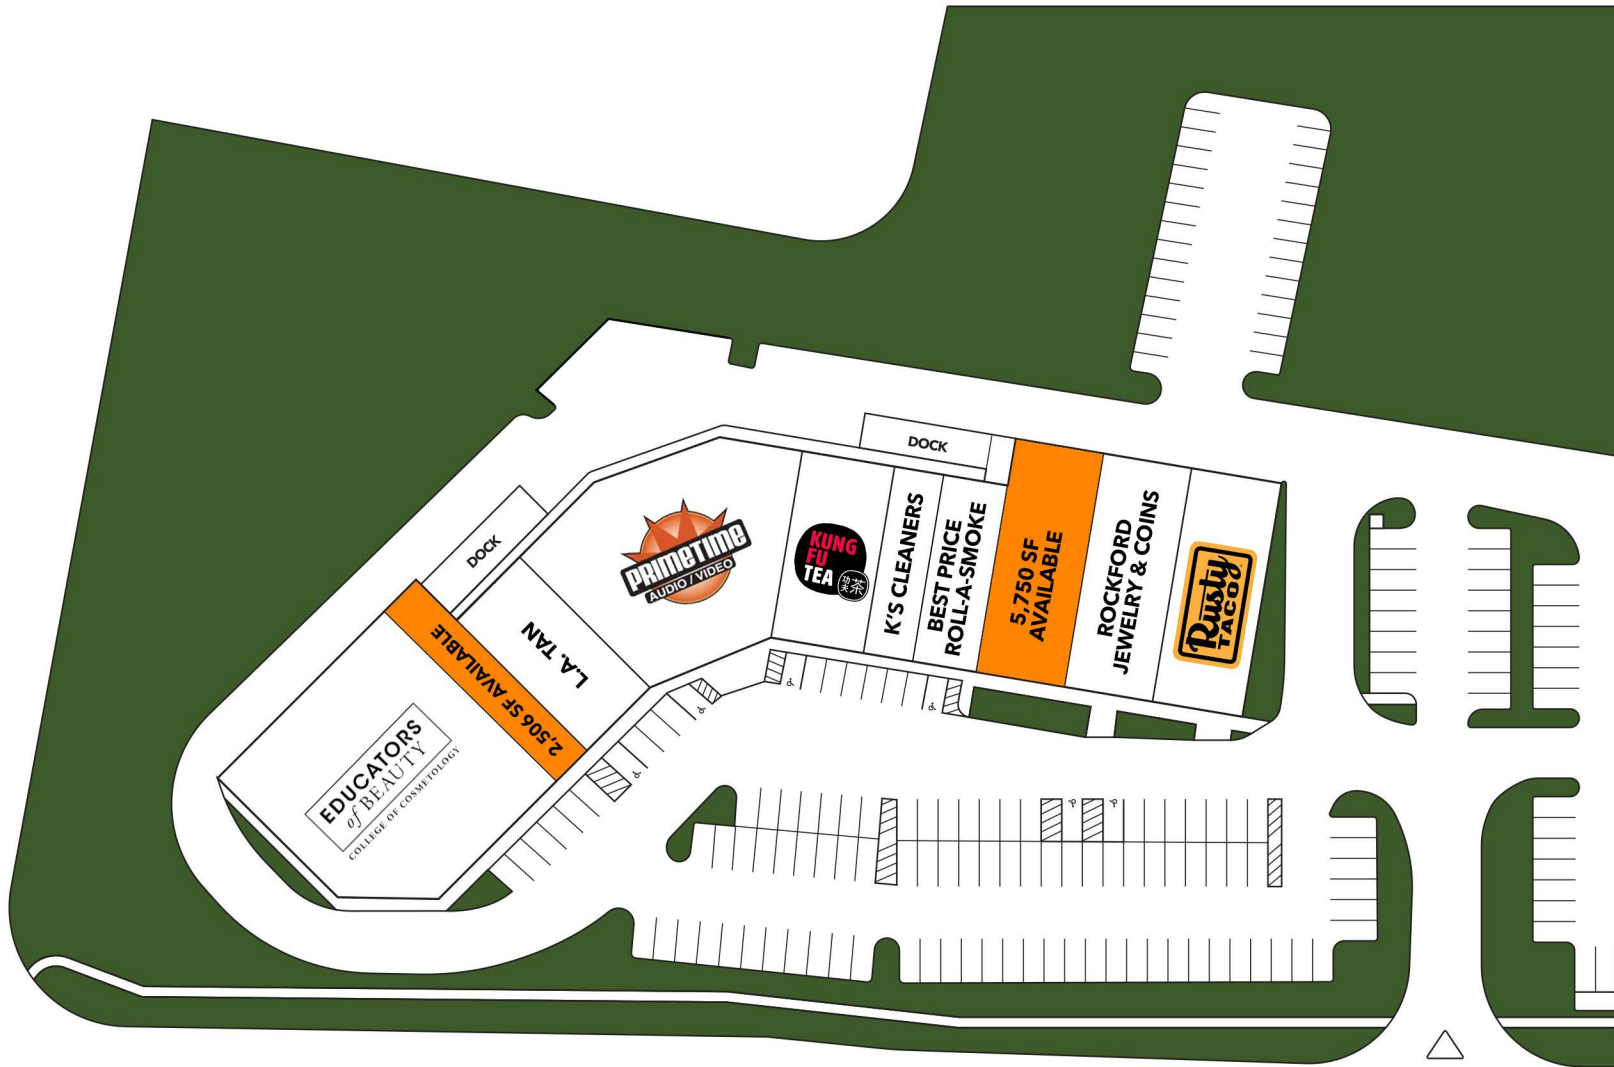 DOCK
DOCK
EDUCATORS
of BEAUTY
COLLEGE OF COSMETOLOGY
2,506 SF AVAILABLE
L.A. TAN
PRIMETIME
AUDIO / VIDEO
KUNG
FU
TEA
功夫
茶
K'S CLEANERS
BEST PRICE
ROLL-A-SMOKE
5,750 SF
AVAILABLE
ROCKFORD
JEWELRY & COINS
Rusty
TACO